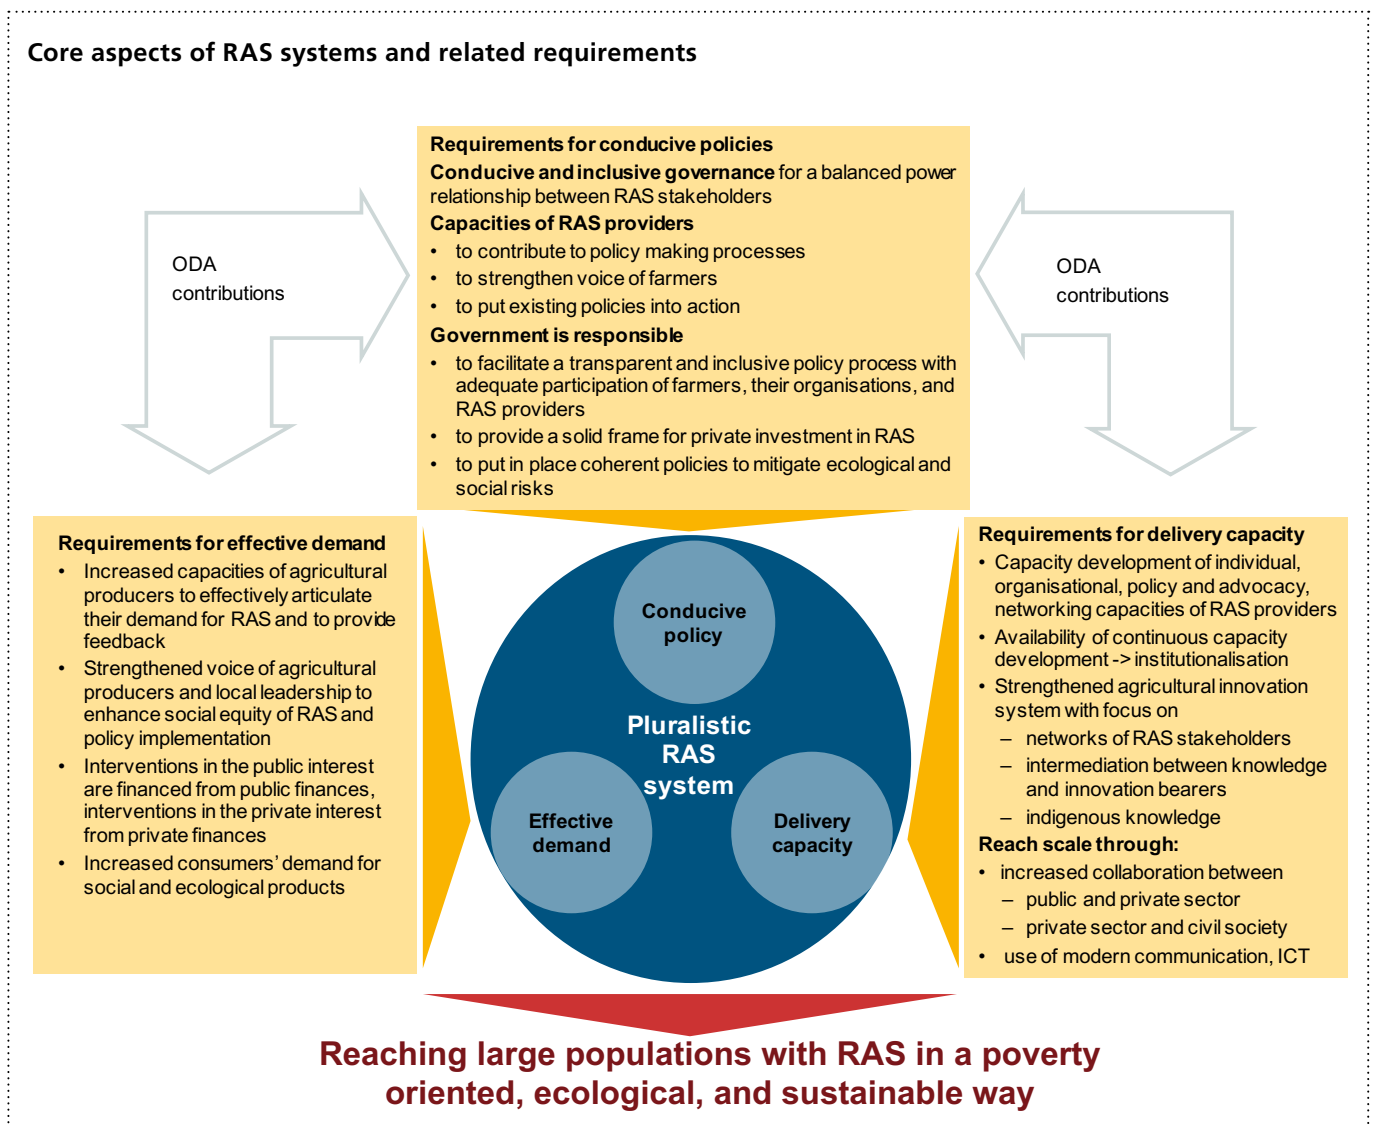 Core aspects of RAS systems and related requirements
Requirements for conducive policies
Conducive and inclusive governance for a balanced power
relationship between RAS stakeholders
Capacities of RAS providers
• to contribute to policy making processes
• to strengthen voice of farmers
• to put existing policies into action
Government is responsible
• to facilitate a transparent and inclusive policy process with
adequate participation of farmers, their organisations, and
RAS providers
• to provide a solid frame for private investment in RAS
• to put in place coherent policies to mitigate ecological and
social risks
ODA
contributions
ODA
contributions
Requirements for effective demand
• Increased capacities of agricultural
producers to effectively articulate
their demand for RAS and to provide
feedback
• Strengthened voice of agricultural
producers and local leadership to
enhance social equity of RAS and
policy implementation
• Interventions in the public interest
are financed from public finances,
interventions in the private interest
from private finances
• Increased consumers' demand for
social and ecological products
Conducive
policy
Pluralistic
RAS
system
Effective
demand
Delivery
capacity
Requirements for delivery capacity
• Capacity development of individual,
organisational, policy and advocacy,
networking capacities of RAS providers
• Availability of continuous capacity
development -> institutionalisation
• Strengthened agricultural innovation
system with focus on
– networks of RAS stakeholders
– intermediation between knowledge
and innovation bearers
– indigenous knowledge
Reach scale through:
• increased collaboration between
– public and private sector
– private sector and civil society
• use of modern communication, ICT
Reaching large populations with RAS in a poverty
oriented, ecological, and sustainable way